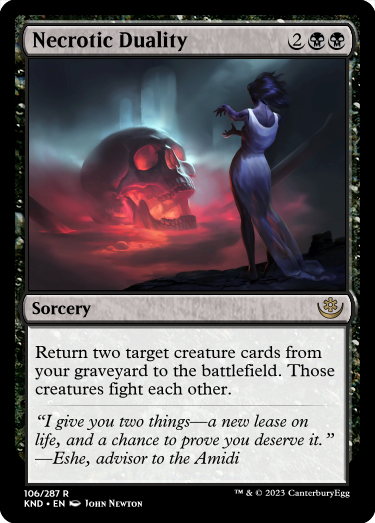 Necrotic Duality 2
Sorcery
Return two target creature cards from
your graveyard to the battlefield. Those
creatures fight each other.
“I give you two things—a new lease on
life, and a chance to prove you deserve it.”
—Eshe, advisor to the Amidi
106/287 R
KND • EN John Newton
™ & © 2023 CanterburyEgg